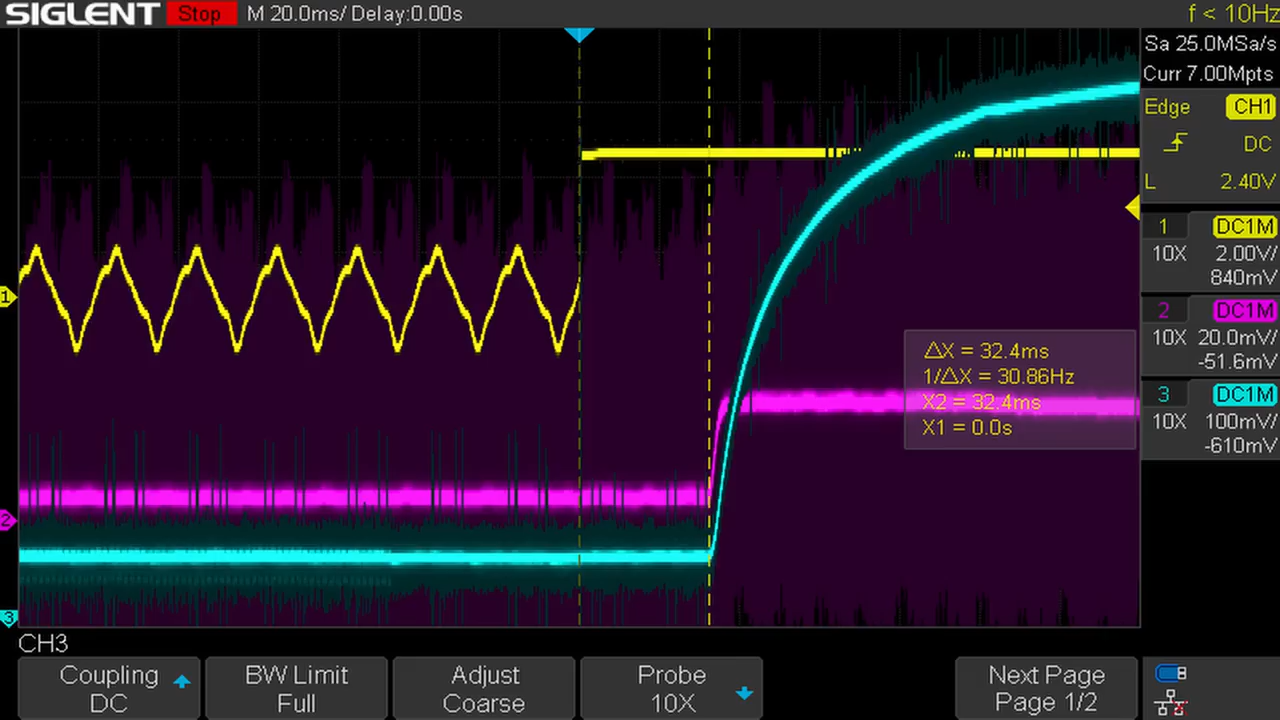 SIGLENT Stop M 20.0ms/ Delay:0.00s f < 10Hz
Sa 25.0MSa/s
Curr 7.00Mpts
Edge CH1
DC
L 2.40V
1 DC1M
10X 2.00V/
840mV
2 DC1M
10X 20.0mV/
-51.6mV
3 DC1M
10X 100mV/
-610mV
1
2
3
△X = 32.4ms
1/△X = 30.86Hz
X2 = 32.4ms
X1 = 0.0s
CH3
Coupling
DC
BW Limit
Full
Adjust
Coarse
Probe
10X
Next Page
Page 1/2